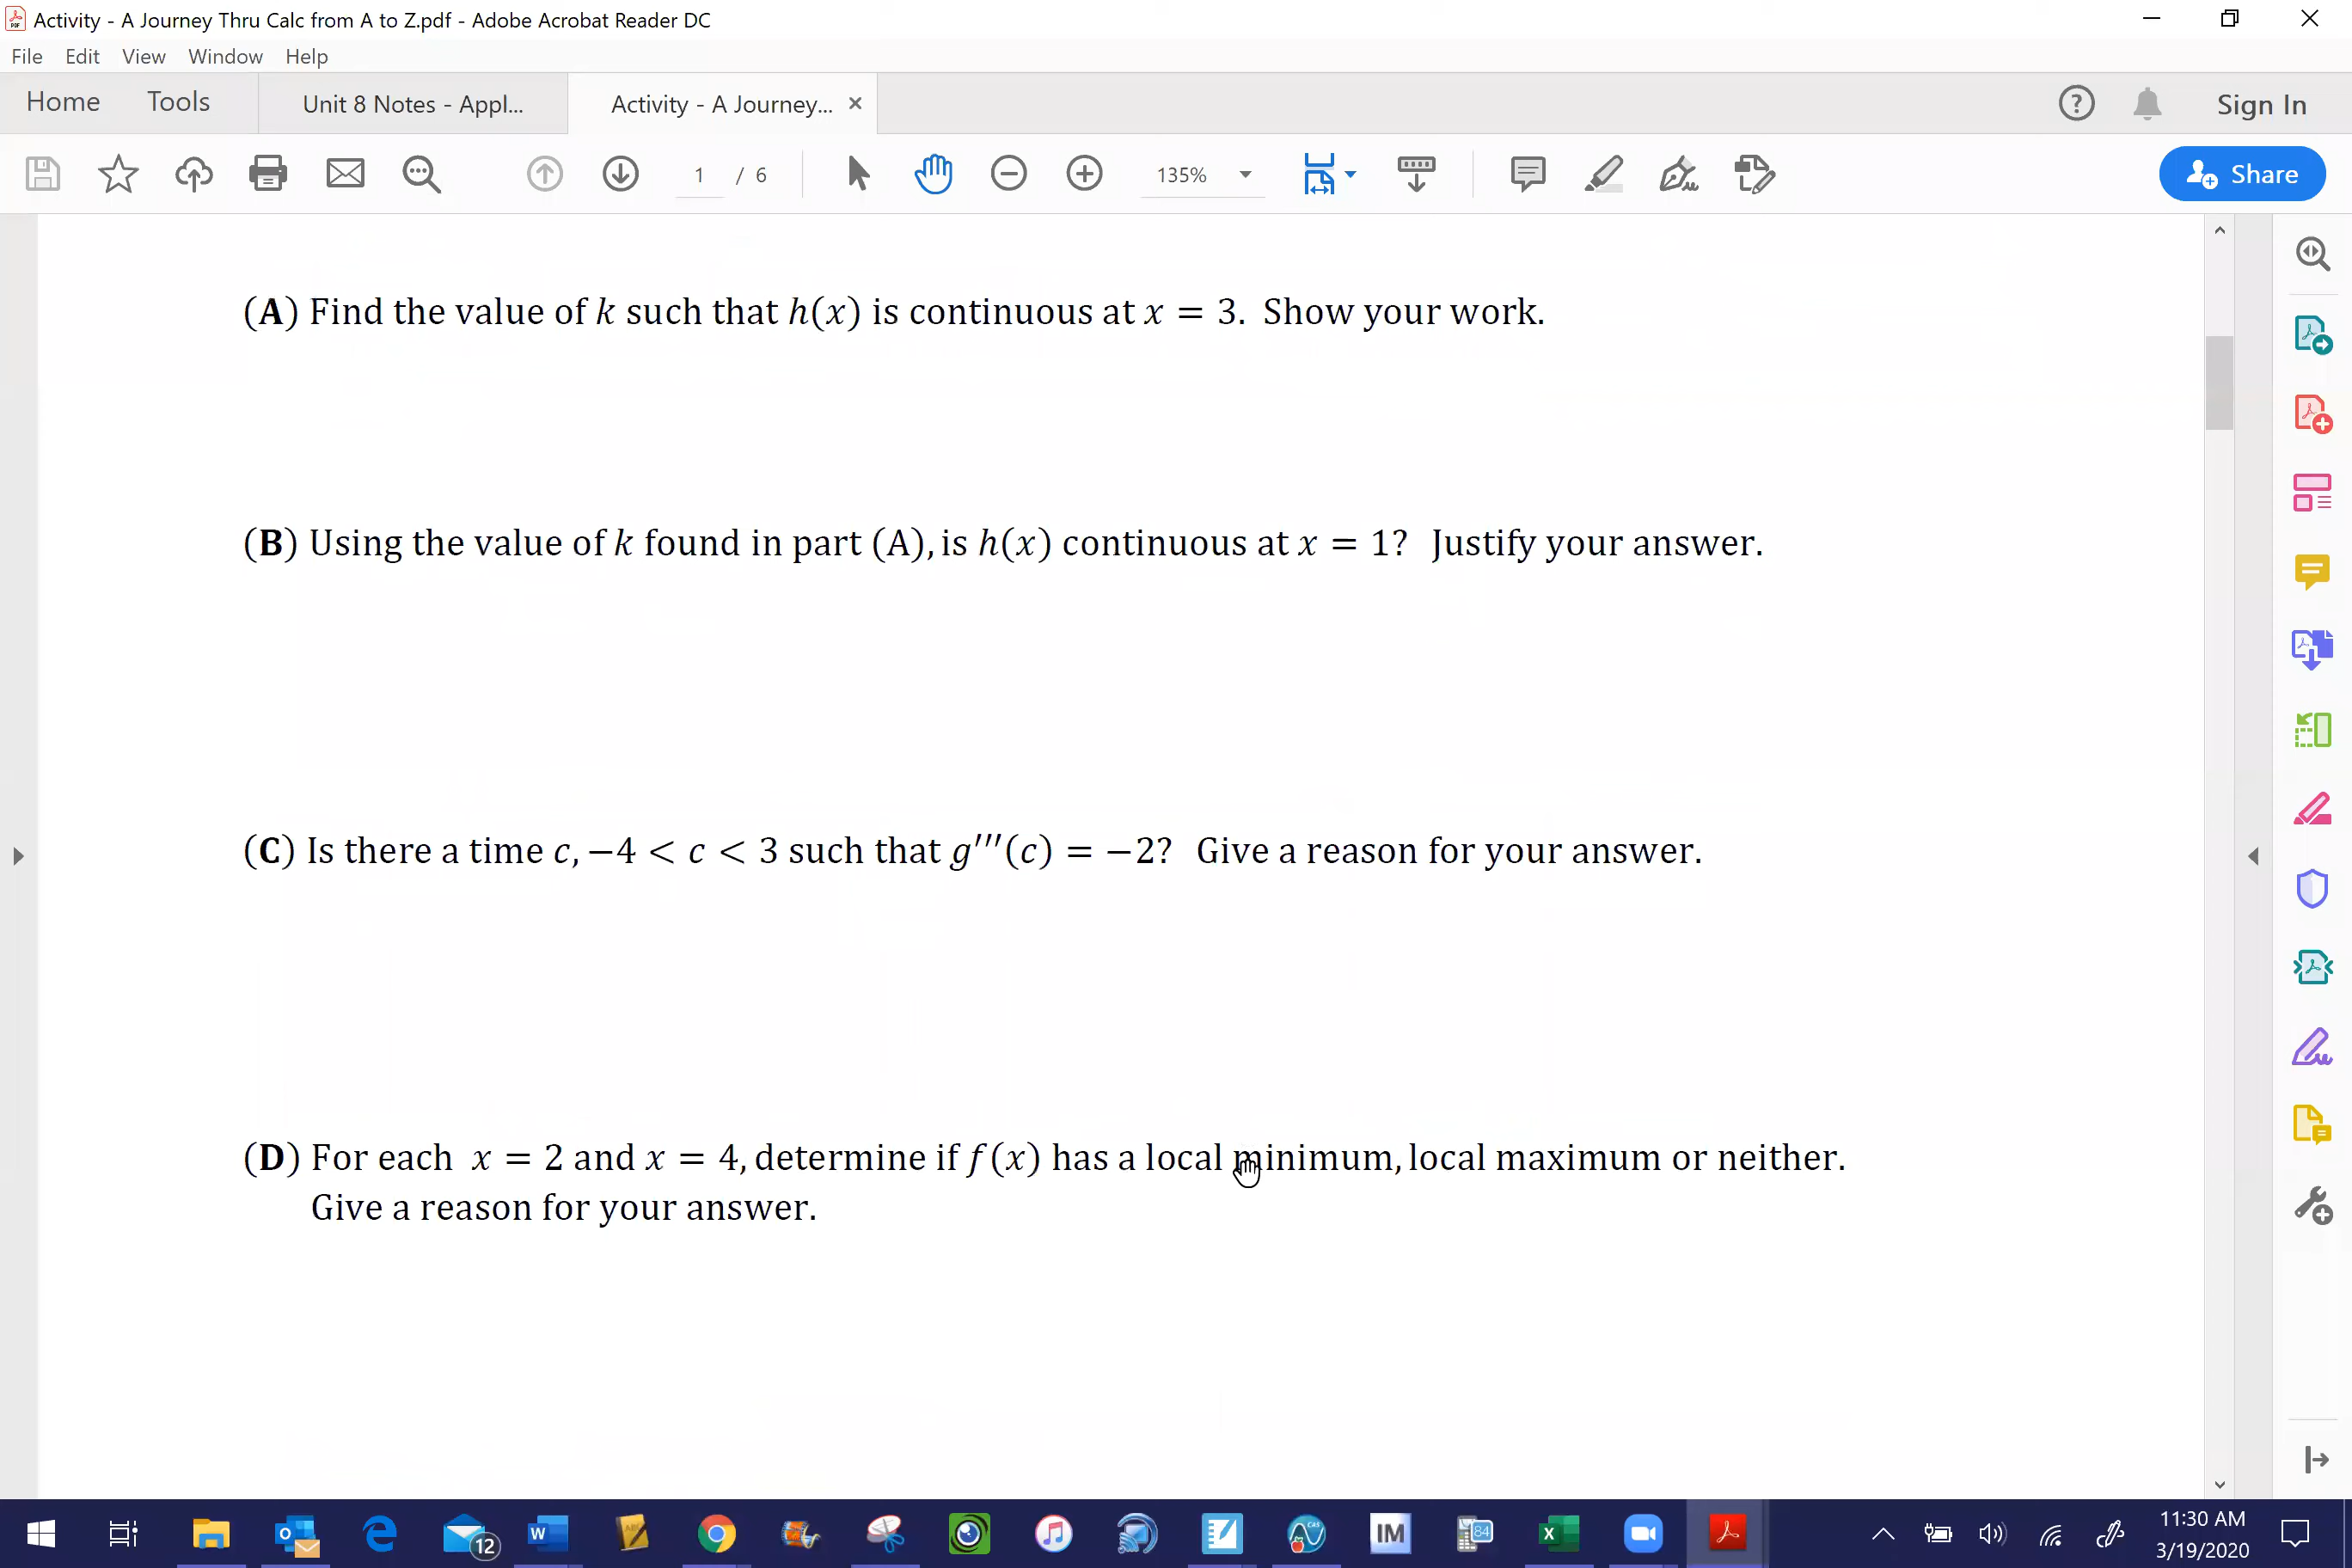 Activity - A Journey Thru Calc from A to Z.pdf - Adobe Acrobat Reader DC
File Edit View Window Help
Home Tools Unit 8 Notes - Appl... Activity - A Journey... × Sign In
1 / 6 135% Share
(A) Find the value of k such that h(x) is continuous at x = 3. Show your work.
(B) Using the value of k found in part (A), is h(x) continuous at x = 1? Justify your answer.
(C) Is there a time c, −4 < c < 3 such that g′′′(c) = −2? Give a reason for your answer.
(D) For each x = 2 and x = 4, determine if f(x) has a local minimum, local maximum or neither.
Give a reason for your answer.
12 IM 84
11:30 AM
3/19/2020